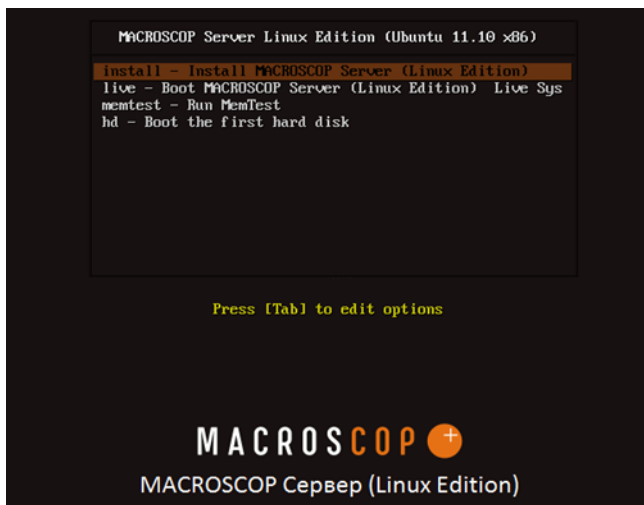 MACROSCOP Server Linux Edition (Ubuntu 11.10 x86)
install - Install MACROSCOP Server (Linux Edition)
live - Boot MACROSCOP Server (Linux Edition) Live Sys
memtest - Run MemTest
hd - Boot the first hard disk
Press [Tab] to edit options
MACROSCOP
MACROSCOP Сервер (Linux Edition)